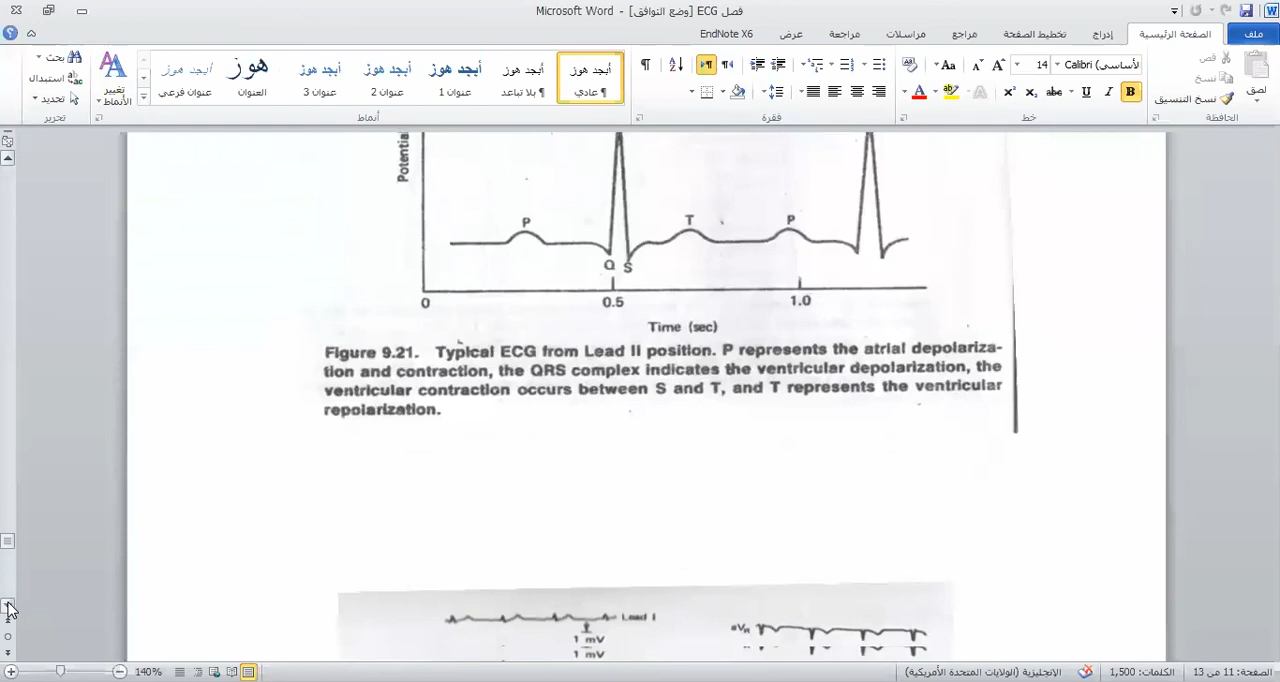 فصل ECG [وضع التوافق] - Microsoft Word
ملف
الصفحة الرئيسية
إدراج
تخطيط الصفحة
مراجع
مراسلات
مراجعة
عرض
EndNote X6
لصق
قص
نسخ
نسخ التنسيق
الحافظة
Calibri (الأساسي)
14
خط
فقرة
أبجد هوز
عادي
أبجد هوز
بلا تباعد
أبجد هوز
عنوان 1
أبجد هوز
عنوان 2
أبجد هوز
عنوان 3
هوز
العنوان
أبجد هوز
عنوان فرعي
تغيير الأنماط
أنماط
بحث
استبدال
تحديد
تحرير
Potential
P
T
P
Q S
0
0.5
1.0
Time (sec)
Figure 9.21. Typical ECG from Lead II position. P represents the atrial depolariza-
tion and contraction, the QRS complex indicates the ventricular depolarization, the
ventricular contraction occurs between S and T, and T represents the ventricular
repolarization.
Lead I
1 mV
1 mV
aVR
الصفحة: 11 من 13
الكلمات: 1,500
الإنجليزية (الولايات المتحدة الأمريكية)
140%